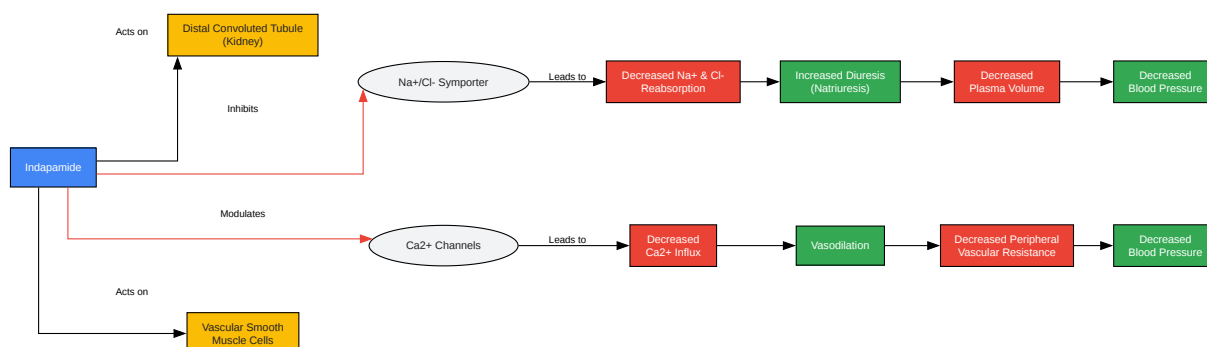 Acts on
Distal Convoluted Tubule
(Kidney)
Na+/Cl- Symporter
Leads to
Decreased Na+ & Cl-
Reabsorption
Increased Diuresis
(Natriuresis)
Decreased
Plasma Volume
Decreased
Blood Pressure
Inhibits
Indapamide
Modulates
Ca2+ Channels
Leads to
Decreased
Ca2+ Influx
Vasodilation
Decreased Peripheral
Vascular Resistance
Decreased
Blood Pressure
Acts on
Vascular Smooth
Muscle Cells